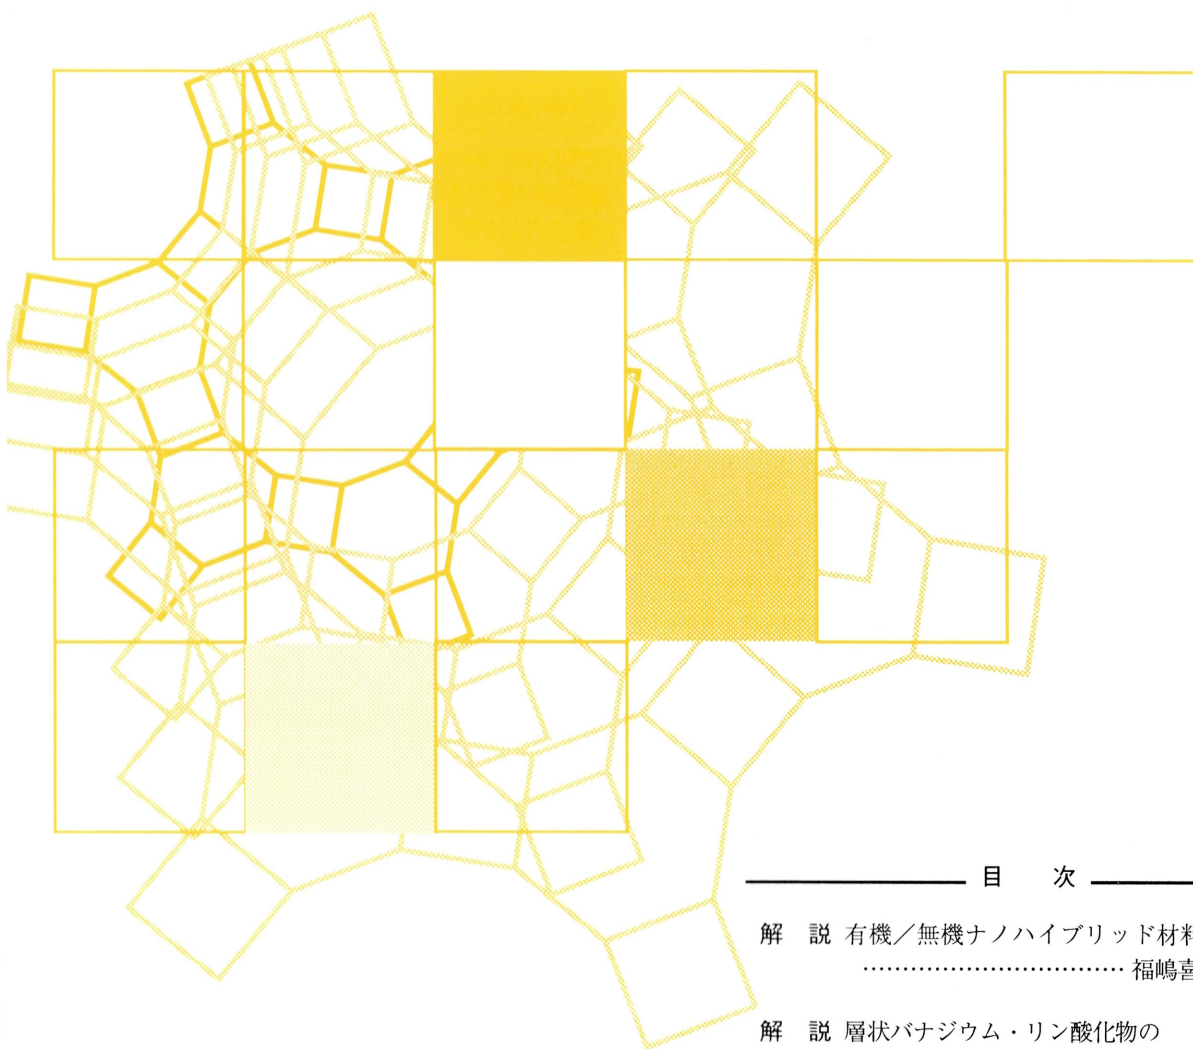 目 次
解 説 有機／無機ナノハイブリッド材料
……………………………… 福嶋喜
解 説 層状バナジウム・リン酸化物の